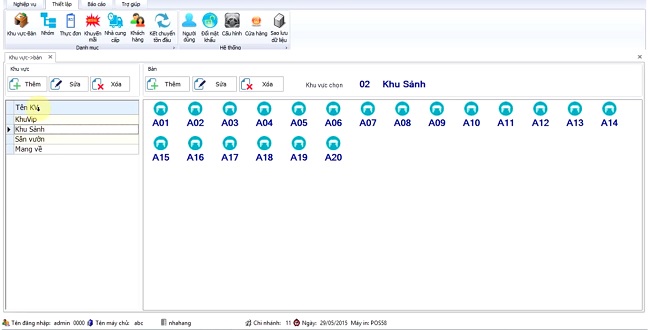 Nghiệp vụ Thiết lập Báo cáo Trợ giúp
Khu vực-Bàn Nhóm Thực đơn Khuyến mãi Nhà cung cấp Khách hàng Kết chuyển tồn đầu Người dùng Đổi mật khẩu Cấu hình Cửa hàng Sao lưu dữ liệu
Danh mục Hệ thống
Khu vực->bàn X
Khu vực Bàn
Thêm Sửa Xóa Thêm Sửa Xóa Khu vực chọn 02 Khu Sảnh
Tên KV
KhuVip
Khu Sảnh
Sân vườn
Mang về
A01 A02 A03 A04 A05 A06 A07 A08 A09 A10 A11 A12 A13 A14
A15 A16 A17 A18 A19 A20
Tên đăng nhập: admin 0000 Tên máy chủ: abc nhahang Chi nhánh: 11 Ngày: 29/05/2015 Máy in: POS58